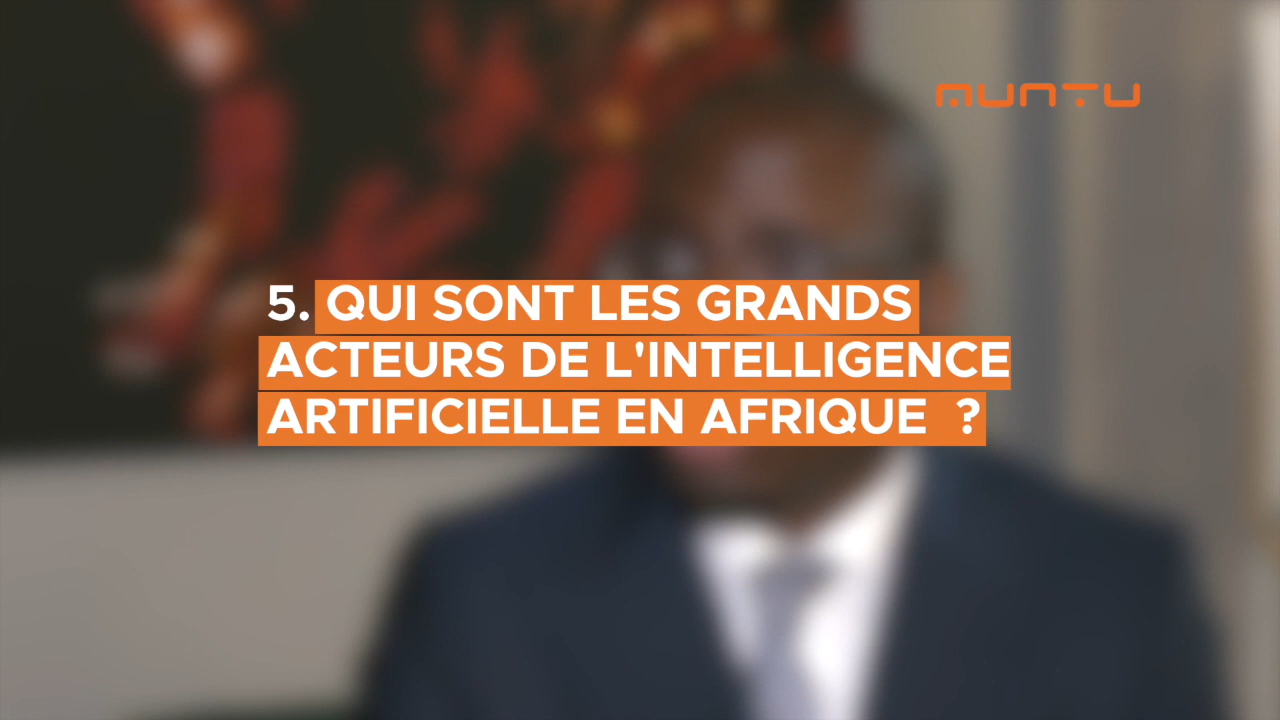 MUNTU
5. QUI SONT LES GRANDS
ACTEURS DE L'INTELLIGENCE
ARTIFICIELLE EN AFRIQUE ?